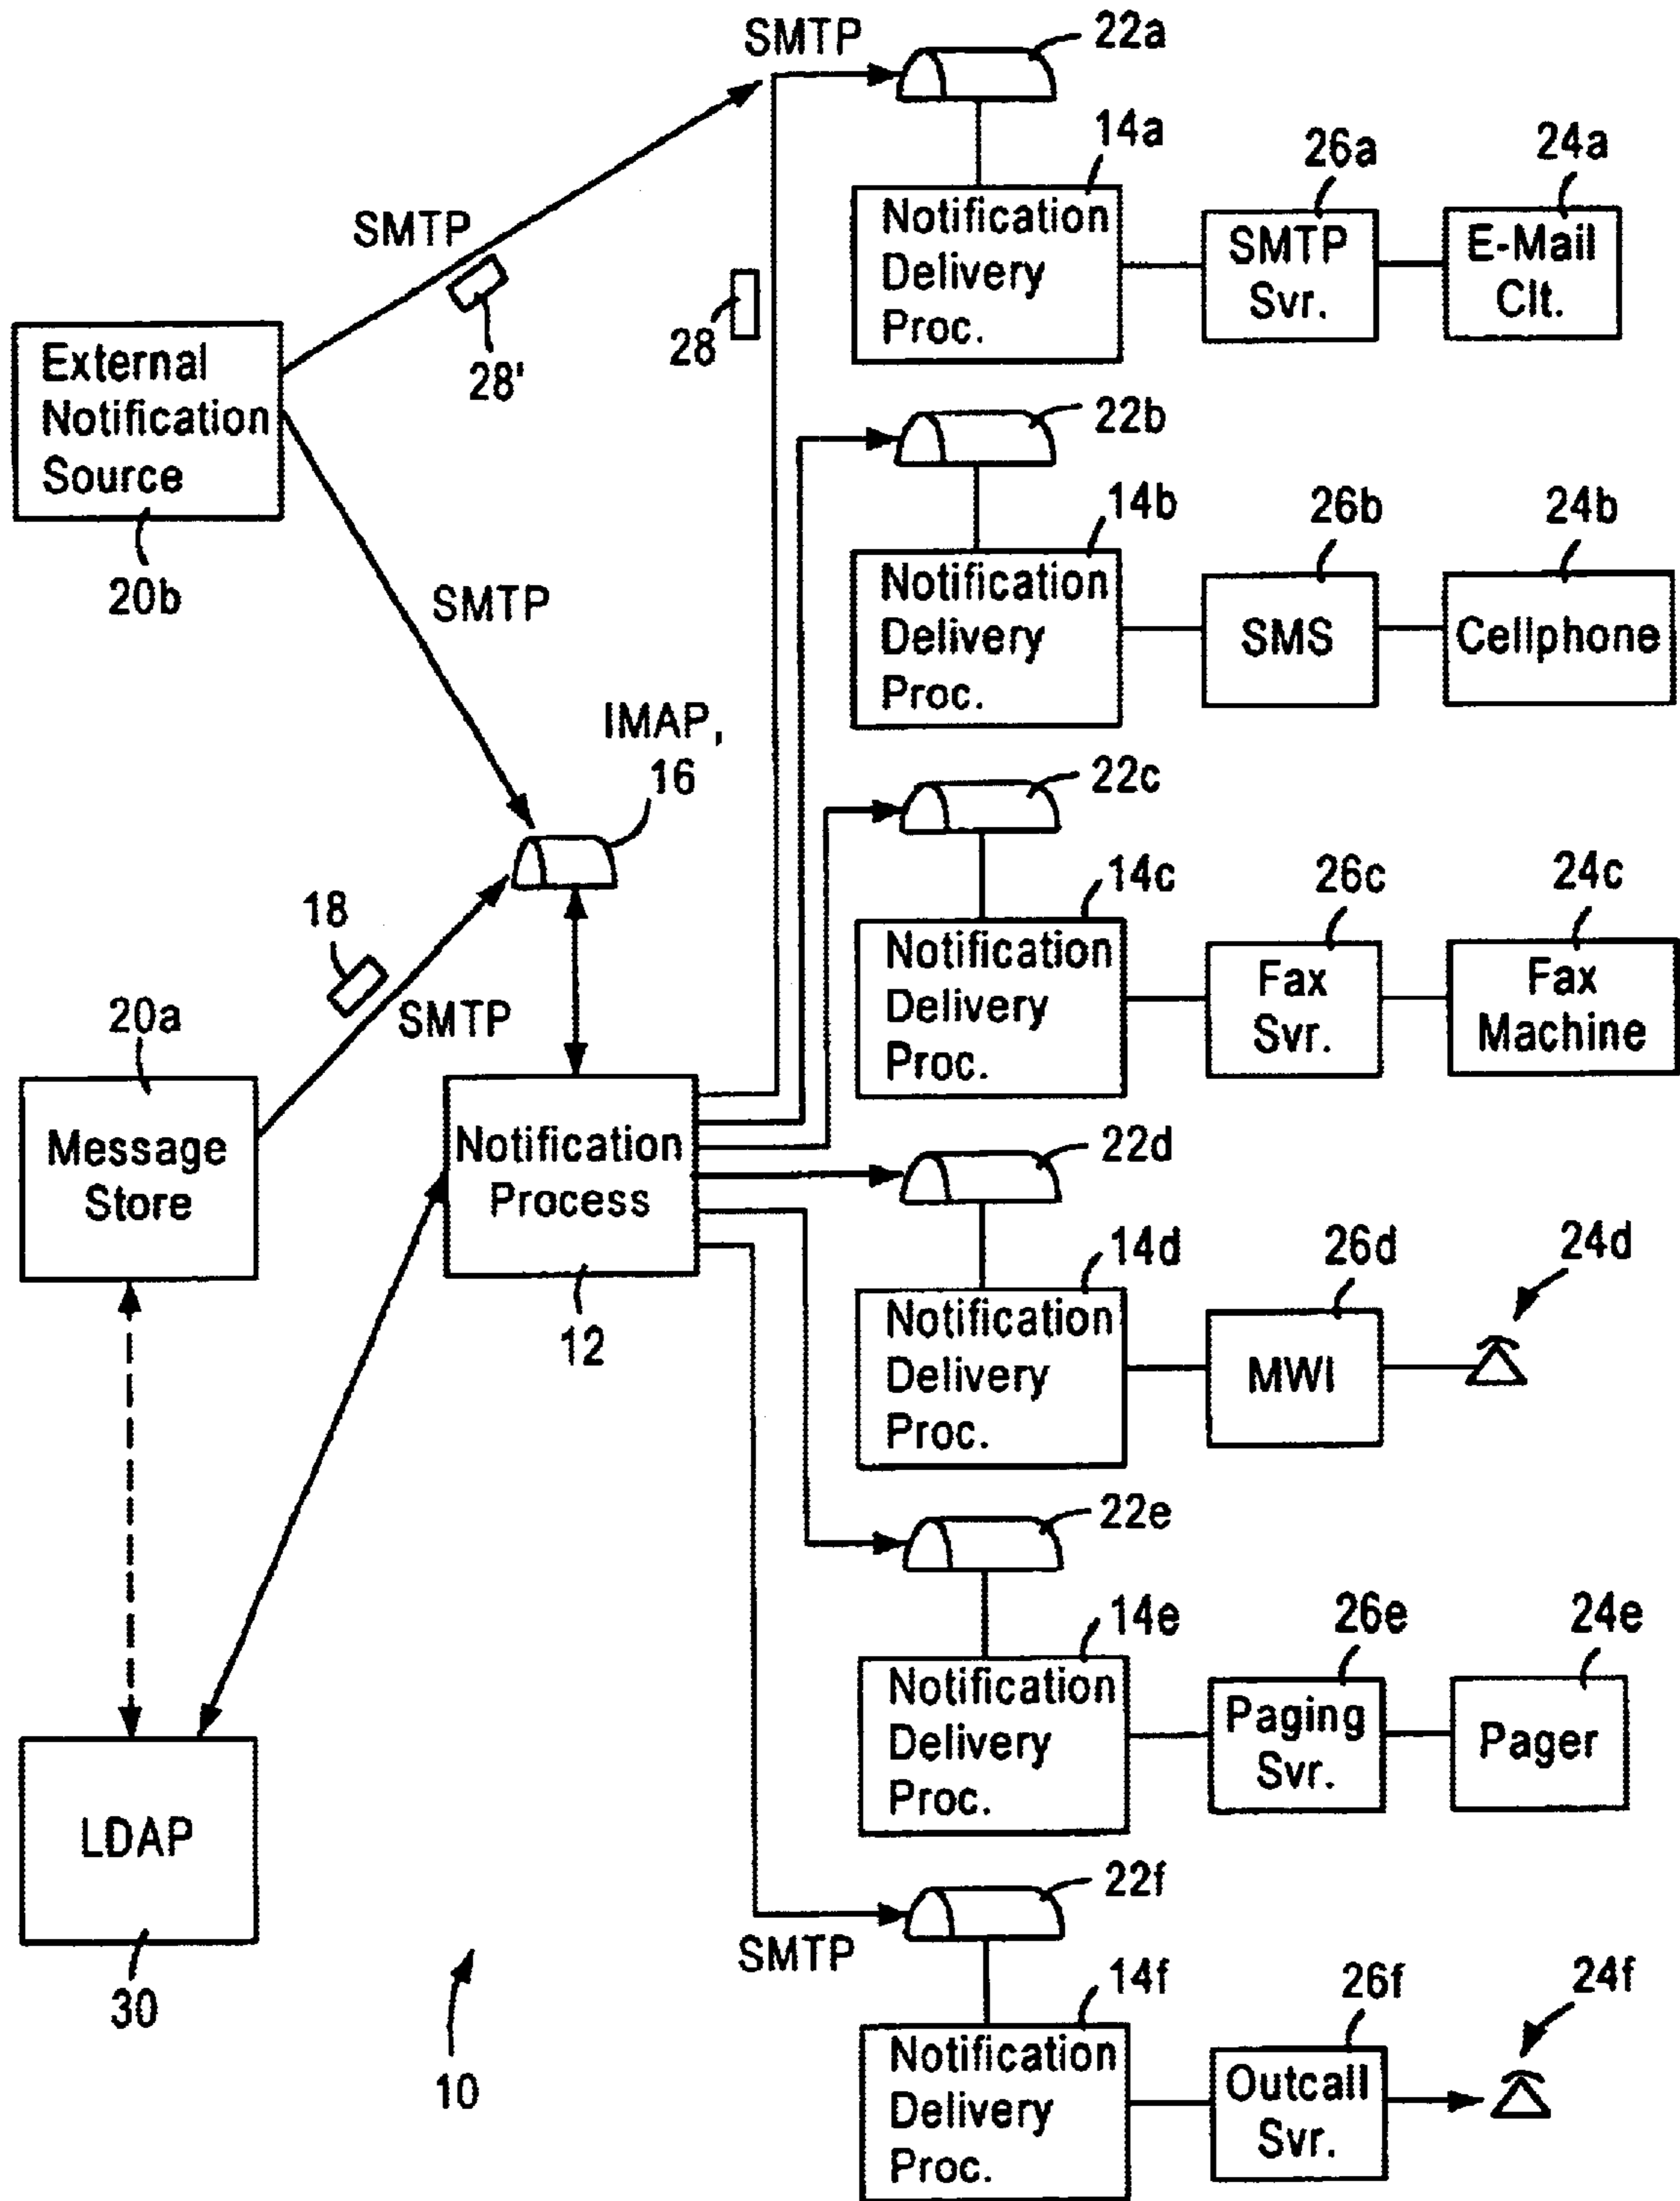 SMTP
22a
14a
26a
24a
Notification
Delivery
Proc.
SMTP
Svr.
E-Mail
Clt.
SMTP
28'
28
External
Notification
Source
20b
22b
14b
26b
24b
Notification
Delivery
Proc.
SMS
Cellphone
SMTP
IMAP,
16
22c
14c
26c
24c
Notification
Delivery
Proc.
Fax
Svr.
Fax
Machine
18
SMTP
20a
Message
Store
Notification
Process
12
22d
14d
26d
24d
Notification
Delivery
Proc.
MWI
22e
14e
26e
24e
Notification
Delivery
Proc.
Paging
Svr.
Pager
LDAP
30
10
22f
SMTP
14f
26f
24f
Notification
Delivery
Proc.
Outcall
Svr.